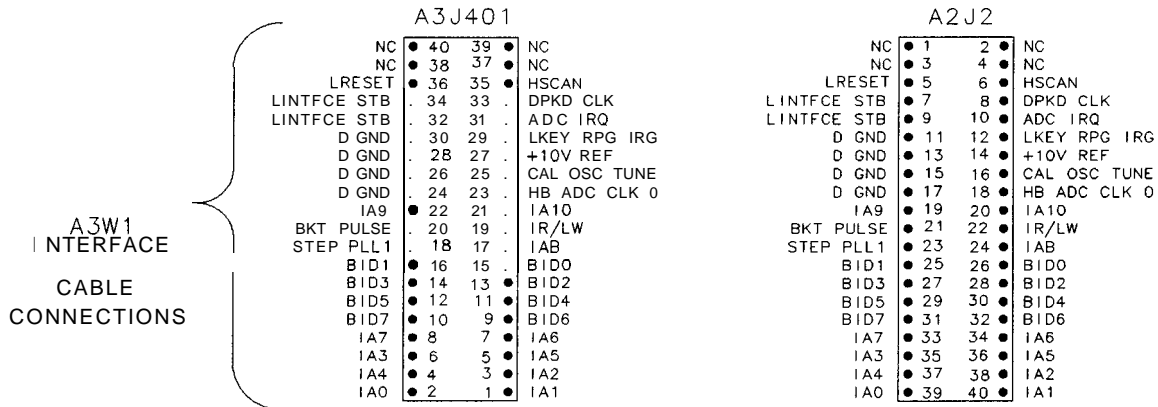 A3J401 A2J2
NC 40 39 NC NC 1 2 NC
NC 38 37 NC NC 3 4 NC
LRESET 36 35 HSCAN LRESET 5 6 HSCAN
LINTFCE STB 34 33 DPKD CLK LINTFCE STB 7 8 DPKD CLK
LINTFCE STB 32 31 ADC IRQ LINTFCE STB 9 10 ADC IRQ
D GND 30 29 LKEY RPG IRG D GND 11 12 LKEY RPG IRG
D GND 28 27 +10V REF D GND 13 14 +10V REF
D GND 26 25 CAL OSC TUNE D GND 15 16 CAL OSC TUNE
D GND 24 23 HB ADC CLK 0 D GND 17 18 HB ADC CLK 0
IA9 22 21 IA10 IA9 19 20 IA10
BKT PULSE 20 19 IR/LW BKT PULSE 21 22 IR/LW
STEP PLL1 18 17 IAB STEP PLL1 23 24 IAB
BID1 16 15 BID0 BID1 25 26 BID0
BID3 14 13 BID2 BID3 27 28 BID2
BID5 12 11 BID4 BID5 29 30 BID4
BID7 10 9 BID6 BID7 31 32 BID6
IA7 8 7 IA6 IA7 33 34 IA6
IA3 6 5 IA5 IA3 35 36 IA5
IA4 4 3 IA2 IA4 37 38 IA2
IA0 2 1 IA1 IA0 39 40 IA1
A3W1
INTERFACE
CABLE
CONNECTIONS